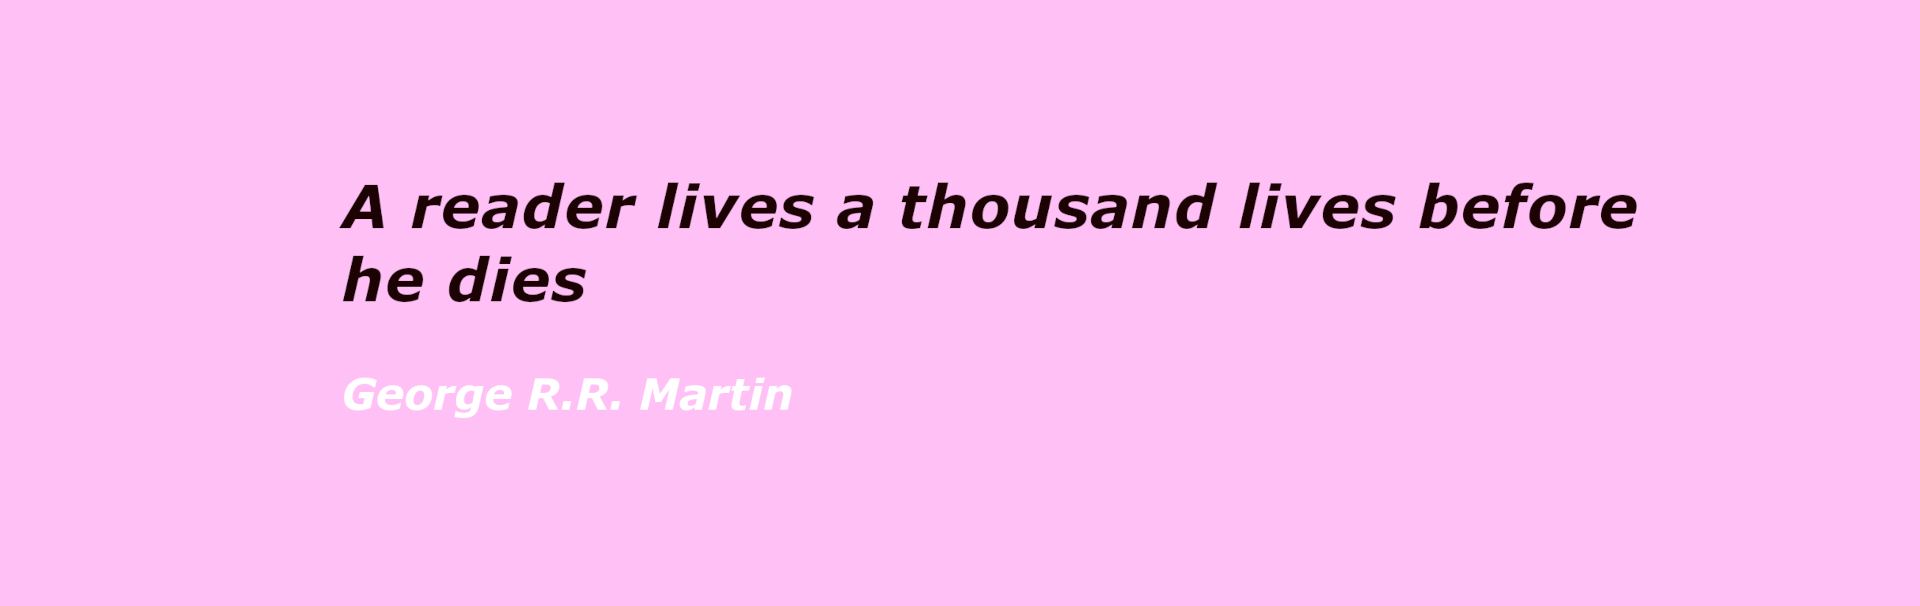 A reader lives a thousand lives before
he dies
George R.R. Martin